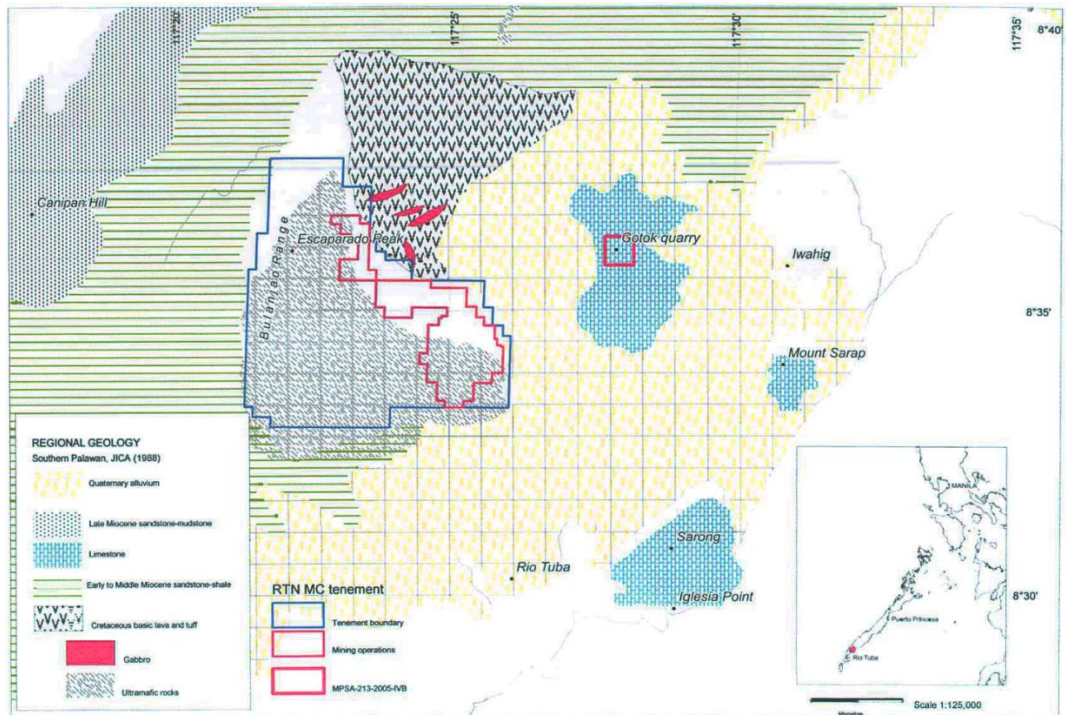 117°20'
117°25'
117°30'
117°35'
8°40'
Canipan Hill
Bulanjao Range
Escaparado Peak
Gotok quarry
Iwahig
8°35'
Mount Sarap
REGIONAL GEOLOGY
Southern Palawan, JICA (1988)
Quaternary alluvium
Late Miocene sandstone-mudstone
Limestone
Early to Middle Miocene sandstone-shale
Cretaceous basic lava and tuff
Gabbro
Ultramafic rocks
RTN MC tenement
Tenement boundary
Mining operations
MPSA-213-2005-IVB
Rio Tuba
Sarong
Iglesia Point
8°30'
MANILA
Puerto Princesa
Rio Tuba
Scale 1:125,000